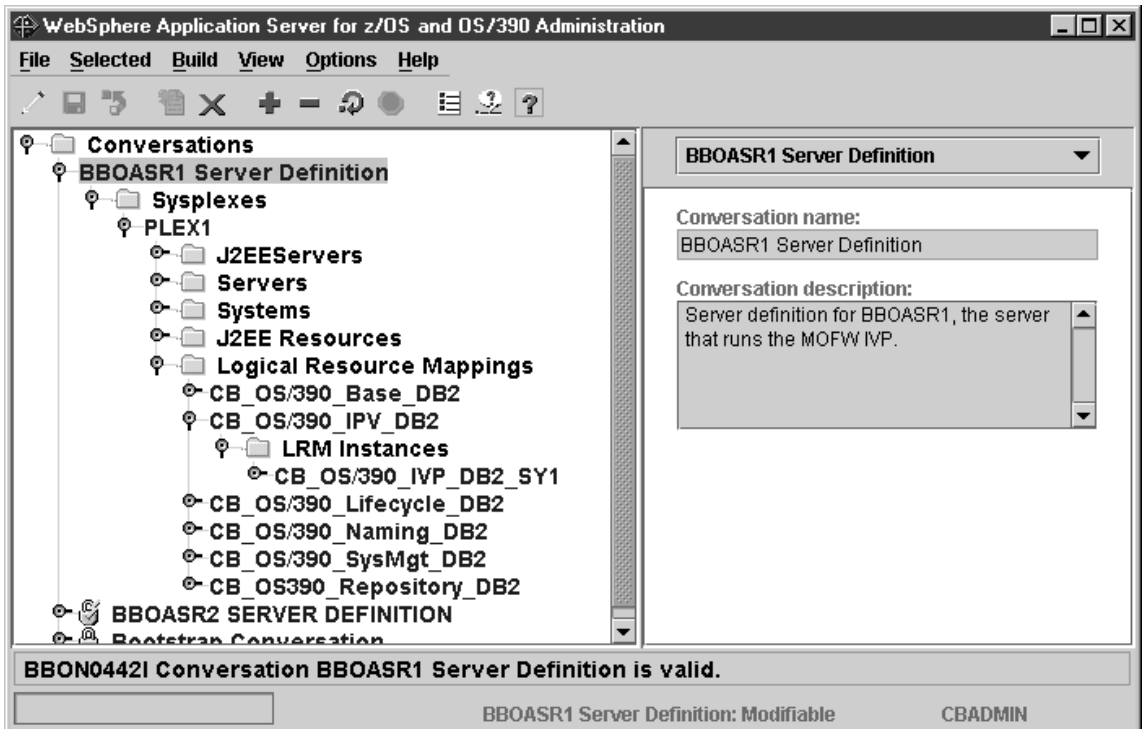 WebSphere Application Server for z/OS and OS/390 Administration
File Selected Build View Options Help
Conversations
BBOASR1 Server Definition
Sysplexes
PLEX1
J2EEServers
Servers
Systems
J2EE Resources
Logical Resource Mappings
CB_OS/390_Base_DB2
CB_OS/390_IPV_DB2
LRM Instances
CB_OS/390_IVP_DB2_SY1
CB_OS/390_Lifecycle_DB2
CB_OS/390_Naming_DB2
CB_OS/390_SysMgt_DB2
CB_OS390_Repository_DB2
BBOASR2 SERVER DEFINITION
Bootstrap Conversation
BBOASR1 Server Definition
Conversation name:
BBOASR1 Server Definition
Conversation description:
Server definition for BBOASR1, the server
that runs the MOFW IVP.
BBON0442I Conversation BBOASR1 Server Definition is valid.
BBOASR1 Server Definition: Modifiable
CBADMIN